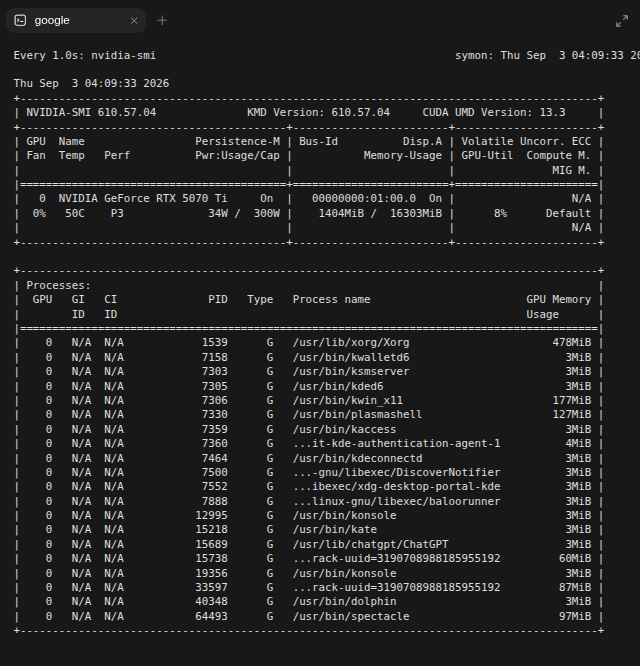 google
Every 1.0s: nvidia-smi symon: Thu Sep 3 04:09:33 20
Thu Sep 3 04:09:33 2026
+-----------------------------------------------------------------------------------------+
| NVIDIA-SMI 610.57.04              KMD Version: 610.57.04     CUDA UMD Version: 13.3     |
+-----------------------------------------+------------------------+----------------------+
| GPU  Name                 Persistence-M | Bus-Id          Disp.A | Volatile Uncorr. ECC |
| Fan  Temp   Perf          Pwr:Usage/Cap |           Memory-Usage | GPU-Util  Compute M. |
|                                         |                        |               MIG M. |
|=========================================+========================+======================|
|   0  NVIDIA GeForce RTX 5070 Ti     On  |   00000000:01:00.0  On |                  N/A |
|  0%   50C    P3             34W /  300W |    1404MiB /  16303MiB |      8%      Default |
|                                         |                        |                  N/A |
+-----------------------------------------+------------------------+----------------------+
+-----------------------------------------------------------------------------------------+
| Processes:                                                                              |
|  GPU   GI   CI              PID   Type   Process name                        GPU Memory |
|        ID   ID                                                               Usage      |
|=========================================================================================|
|    0   N/A  N/A            1539      G   /usr/lib/xorg/Xorg                      478MiB |
|    0   N/A  N/A            7158      G   /usr/bin/kwalletd6                        3MiB |
|    0   N/A  N/A            7303      G   /usr/bin/ksmserver                        3MiB |
|    0   N/A  N/A            7305      G   /usr/bin/kded6                            3MiB |
|    0   N/A  N/A            7306      G   /usr/bin/kwin_x11                       177MiB |
|    0   N/A  N/A            7330      G   /usr/bin/plasmashell                    127MiB |
|    0   N/A  N/A            7359      G   /usr/bin/kaccess                          3MiB |
|    0   N/A  N/A            7360      G   ...it-kde-authentication-agent-1          4MiB |
|    0   N/A  N/A            7464      G   /usr/bin/kdeconnectd                      3MiB |
|    0   N/A  N/A            7500      G   ...-gnu/libexec/DiscoverNotifier          3MiB |
|    0   N/A  N/A            7552      G   ...ibexec/xdg-desktop-portal-kde          3MiB |
|    0   N/A  N/A            7888      G   ...linux-gnu/libexec/baloorunner          3MiB |
|    0   N/A  N/A           12995      G   /usr/bin/konsole                          3MiB |
|    0   N/A  N/A           15218      G   /usr/bin/kate                             3MiB |
|    0   N/A  N/A           15689      G   /usr/lib/chatgpt/ChatGPT                  3MiB |
|    0   N/A  N/A           15738      G   ...rack-uuid=3190708988185955192         60MiB |
|    0   N/A  N/A           19356      G   /usr/bin/konsole                          3MiB |
|    0   N/A  N/A           33597      G   ...rack-uuid=3190708988185955192         87MiB |
|    0   N/A  N/A           40348      G   /usr/bin/dolphin                          3MiB |
|    0   N/A  N/A           64493      G   /usr/bin/spectacle                       97MiB |
+-----------------------------------------------------------------------------------------+